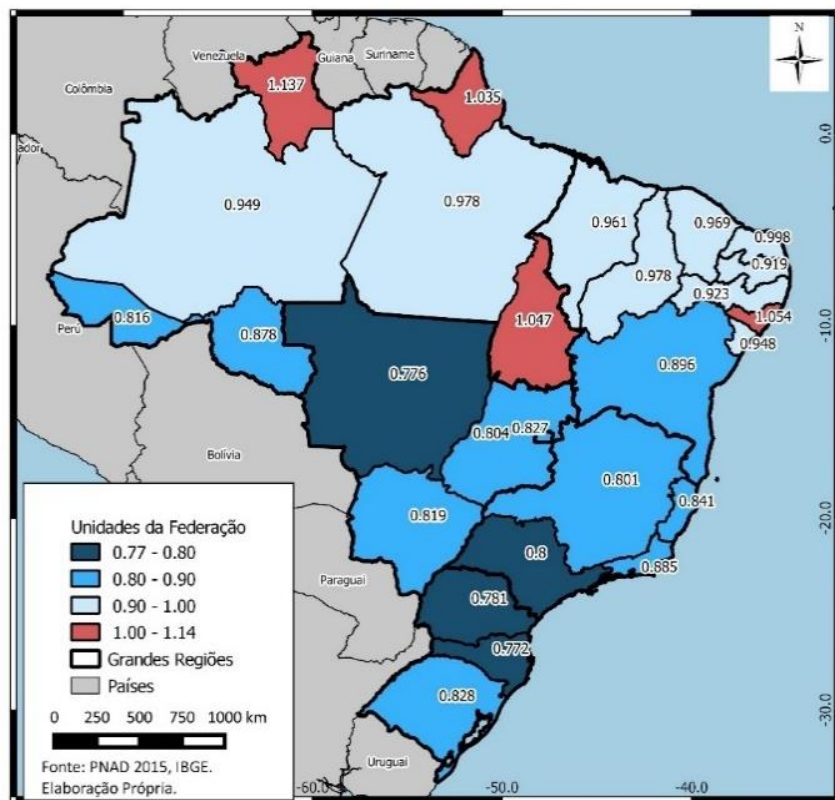 N
Venezuela
Guiana
Suriname
Colômbia
1.137
1.035
0.0
ador
0.949
0.978
0.961
0.969
0.998
0.919
0.978
0.923
Perú
0.816
0.878
1.047
1.054
-10.0
0.948
0.776
0.896
0.804
0.827
Bolívia
0.801
0.819
0.841
-20.0
Unidades da Federação
0.77 - 0.80
0.80 - 0.90
0.90 - 1.00
1.00 - 1.14
Grandes Regiões
Países
0.8
0.885
Paraguai
0.781
0.772
0.828
-30.0
0 250 500 750 1000 km
Uruguai
Fonte: PNAD 2015, IBGE.
Elaboração Própria.
-60.0
-50.0
-40.0